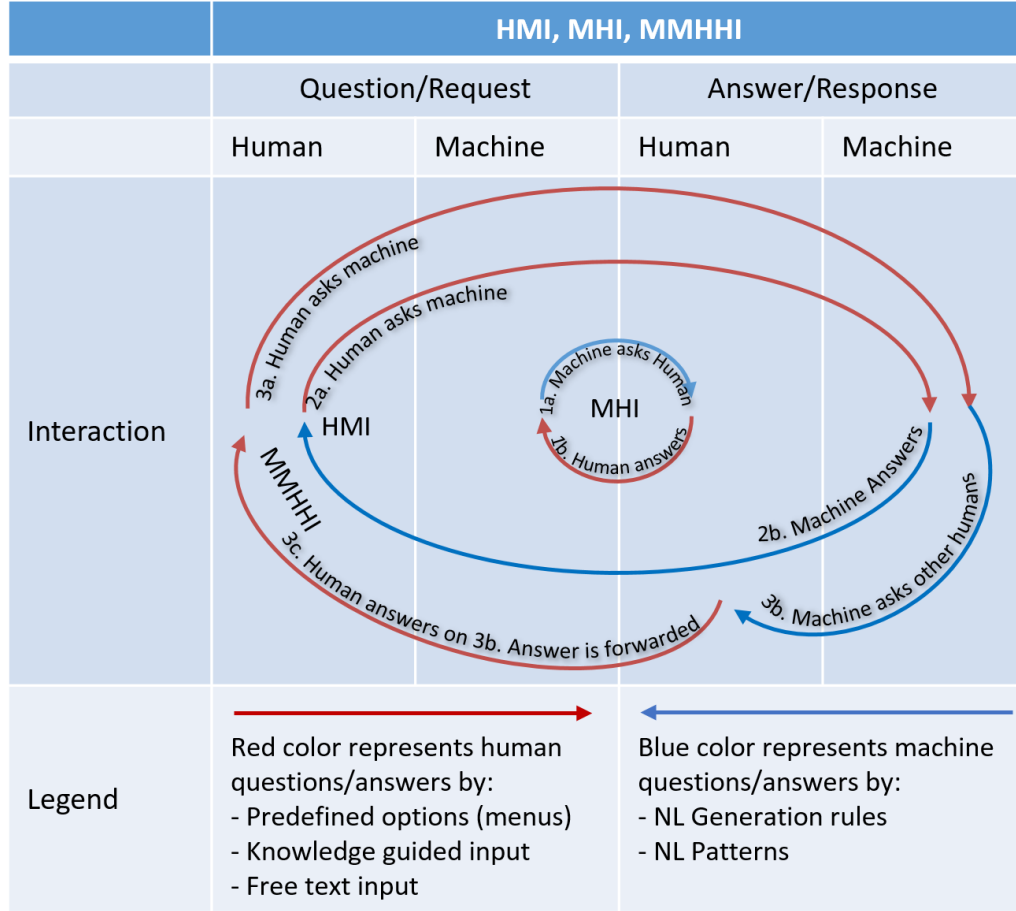 HMI, MHI, MMHHI
Question/Request
Answer/Response
Human
Machine
Human
Machine
Interaction
3a. Human asks machine
2a. Human asks machine
1a. Machine asks Human
MHI
1b. Human answers
HMI
MMHHI
2b. Machine Answers
3b. Machine asks other humans
3c. Human answers on 3b. Answer is forwarded
Legend
Red color represents human
questions/answers by:
- Predefined options (menus)
- Knowledge guided input
- Free text input
Blue color represents machine
questions/answers by:
- NL Generation rules
- NL Patterns